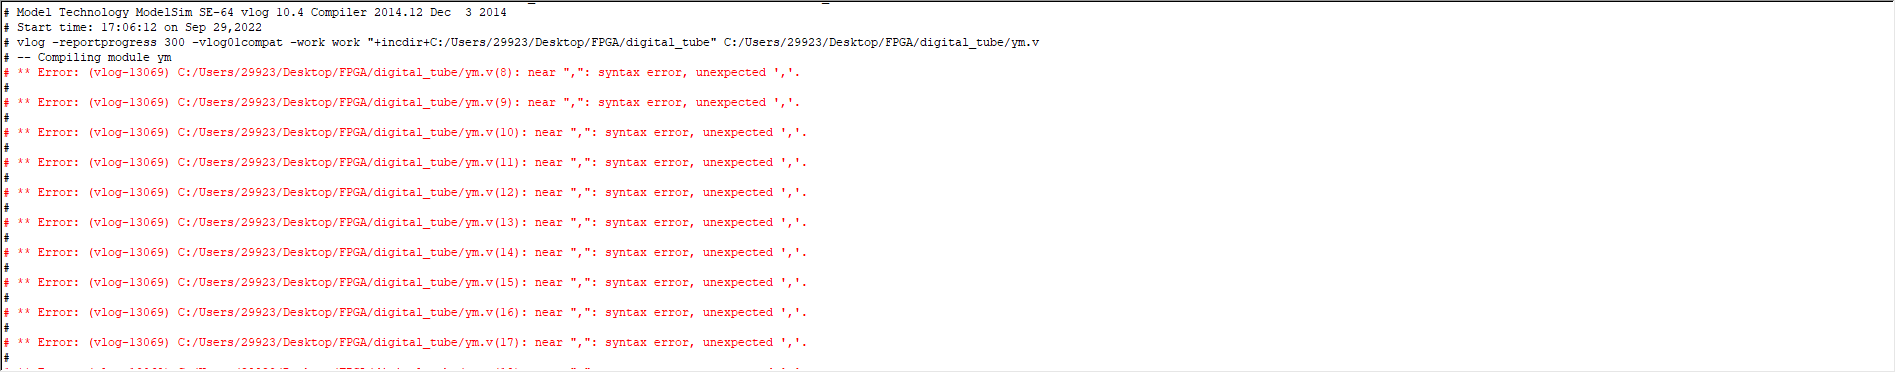 # Model Technology ModelSim SE-64 vlog 10.4 Compiler 2014.12 Dec  3 2014
# Start time: 17:06:12 on Sep 29,2022
# vlog -reportprogress 300 -vlog01compat -work work "+incdir+C:/Users/29923/Desktop/FPGA/digital_tube" C:/Users/29923/Desktop/FPGA/digital_tube/ym.v
# -- Compiling module ym
# ** Error: (vlog-13069) C:/Users/29923/Desktop/FPGA/digital_tube/ym.v(8): near ",": syntax error, unexpected ','.
#
# ** Error: (vlog-13069) C:/Users/29923/Desktop/FPGA/digital_tube/ym.v(9): near ",": syntax error, unexpected ','.
#
# ** Error: (vlog-13069) C:/Users/29923/Desktop/FPGA/digital_tube/ym.v(10): near ",": syntax error, unexpected ','.
#
# ** Error: (vlog-13069) C:/Users/29923/Desktop/FPGA/digital_tube/ym.v(11): near ",": syntax error, unexpected ','.
#
# ** Error: (vlog-13069) C:/Users/29923/Desktop/FPGA/digital_tube/ym.v(12): near ",": syntax error, unexpected ','.
#
# ** Error: (vlog-13069) C:/Users/29923/Desktop/FPGA/digital_tube/ym.v(13): near ",": syntax error, unexpected ','.
#
# ** Error: (vlog-13069) C:/Users/29923/Desktop/FPGA/digital_tube/ym.v(14): near ",": syntax error, unexpected ','.
#
# ** Error: (vlog-13069) C:/Users/29923/Desktop/FPGA/digital_tube/ym.v(15): near ",": syntax error, unexpected ','.
#
# ** Error: (vlog-13069) C:/Users/29923/Desktop/FPGA/digital_tube/ym.v(16): near ",": syntax error, unexpected ','.
#
# ** Error: (vlog-13069) C:/Users/29923/Desktop/FPGA/digital_tube/ym.v(17): near ",": syntax error, unexpected ','.
#